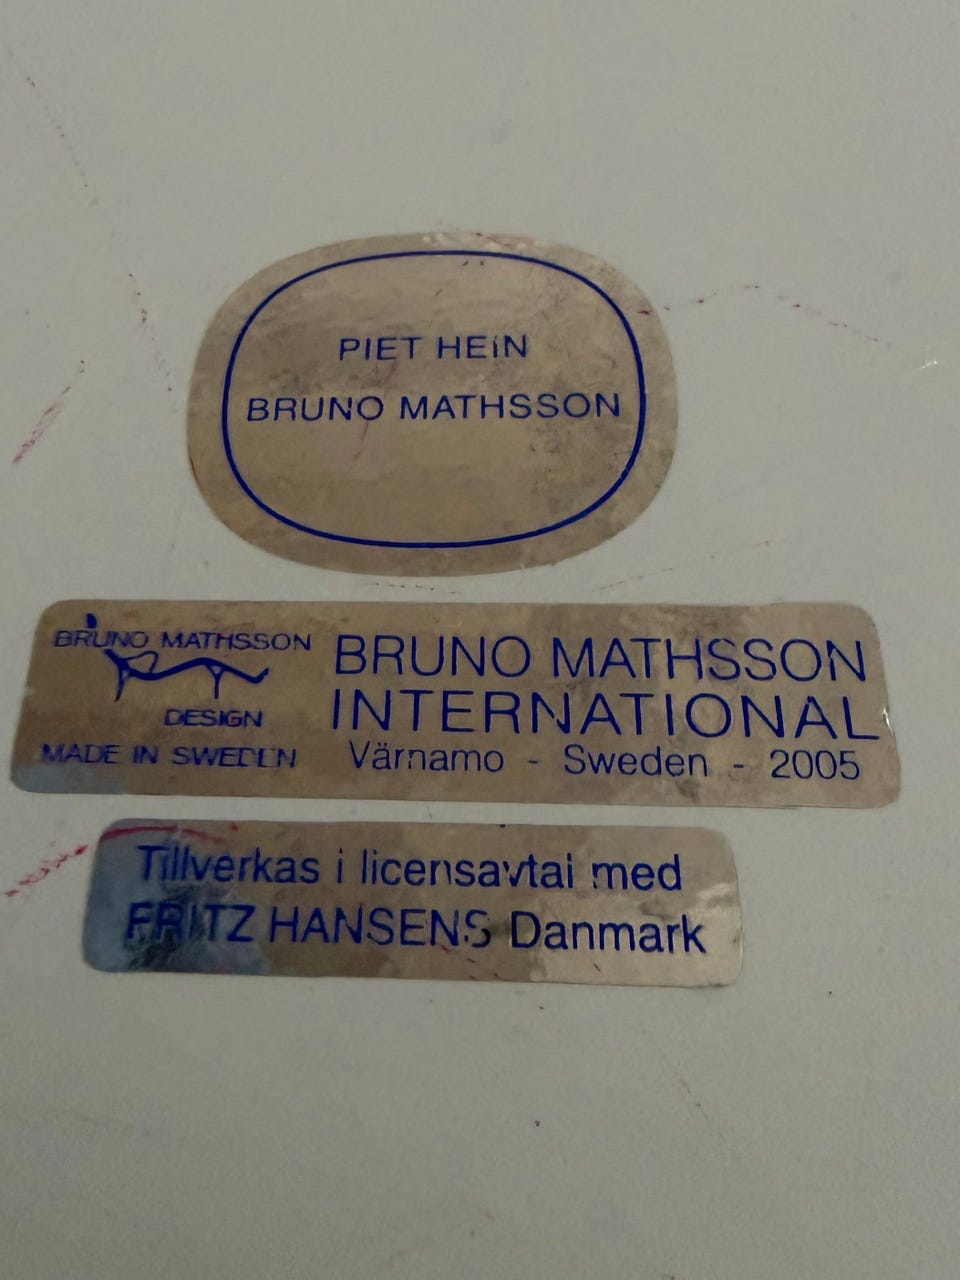 PIET HEiN
BRUNO MATHSSON
BRUNO MATHSSON
DESIGN
MADE IN SWEDEN
BRUNO MATHSSON
INTERNATIONAL
Värnamo - Sweden - 2005
Tillverkas i licensavtal med
FRITZ HANSENS Danmark